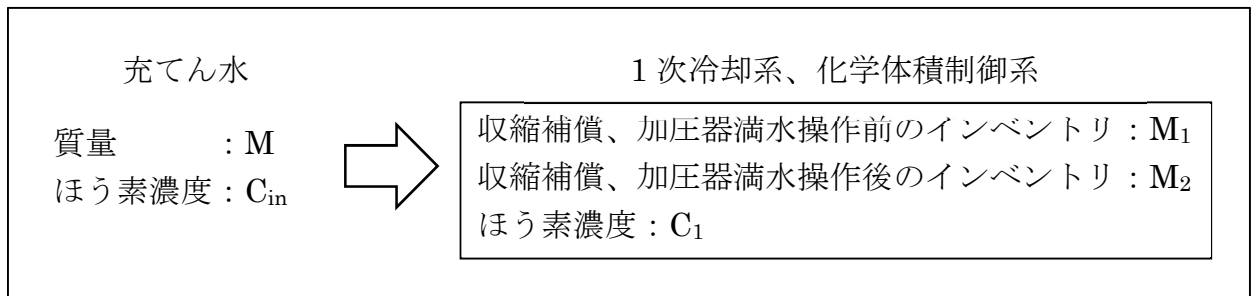 充てん水
質量 : M
ほう素濃度 : Cin
1 次冷却系、化学体積制御系
収縮補償、加圧器満水操作前のインベントリ : M1
収縮補償、加圧器満水操作後のインベントリ : M2
ほう素濃度 : C1